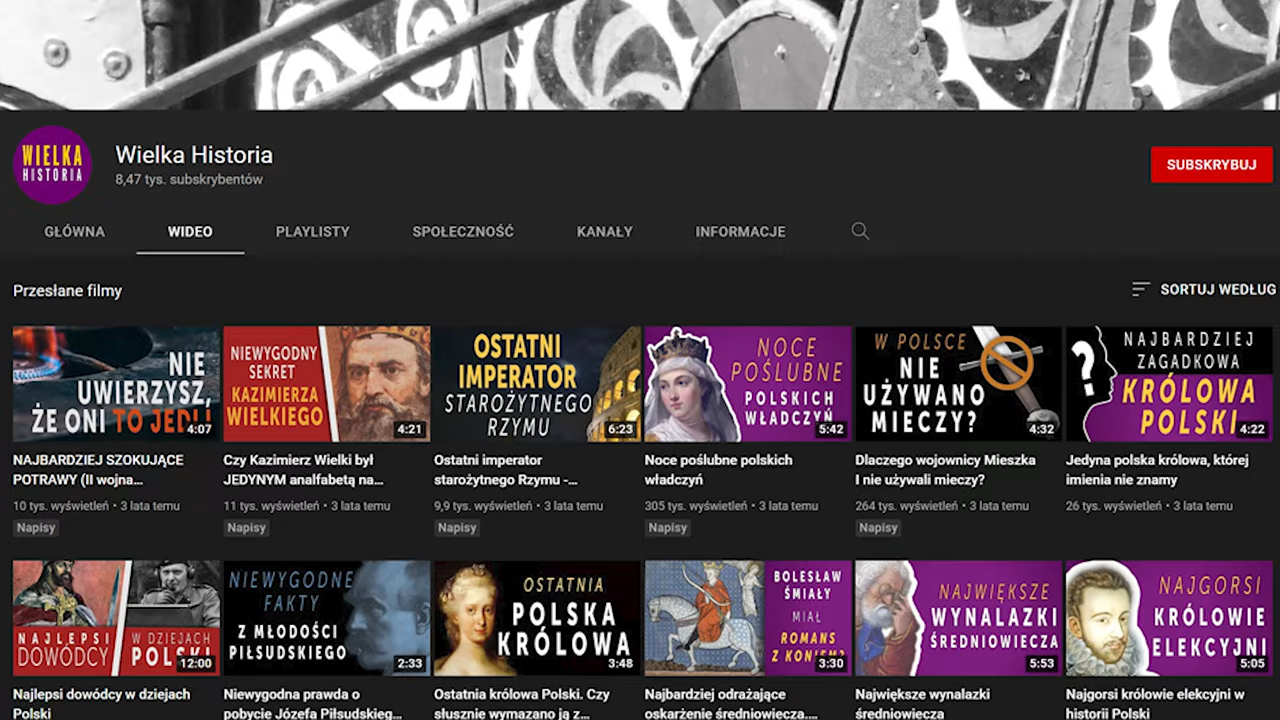 WIELKA
HISTORIA
Wielka Historia
8,47 tys. subskrybentów
SUBSKRYBUJ
GŁÓWNA
WIDEO
PLAYLISTY
SPOŁECZNOŚĆ
KANAŁY
INFORMACJE
Przesłane filmy
SORTUJ WEDŁUG
NIE
UWIERZYSZ,
ŻE ONI TO JEDLI
4:07
NIEWYGODNY
SEKRET
KAZIMIERZA
WIELKIEGO
4:21
OSTATNI
IMPERATOR
STAROŻYTNEGO
RZYMU
6:23
NOCE
POŚLUBNE
POLSKICH
WŁADCZYŃ
5:42
W POLSCE
NIE
UŻYWANO
MIECZY?
4:32
?
NAJBARDZIEJ
ZAGADKOWA
KRÓLOWA
POLSKI
4:22
NAJBARDZIEJ SZOKUJĄCE
POTRAWY (II wojna...
10 tys. wyświetleń • 3 lata temu
Napisy
Czy Kazimierz Wielki był
JEDYNYM analfabetą na...
11 tys. wyświetleń • 3 lata temu
Napisy
Ostatni imperator
starożytnego Rzymu -...
9,9 tys. wyświetleń • 3 lata temu
Napisy
Noce poślubne polskich
władczyń
305 tys. wyświetleń • 3 lata temu
Napisy
Dlaczego wojownicy Mieszka
I nie używali mieczy?
264 tys. wyświetleń • 3 lata temu
Napisy
Jedyna polska królowa, której
imienia nie znamy
26 tys. wyświetleń • 3 lata temu
NAJLEPSI
DOWÓDCY
W DZIEJACH
POLSKI
12:00
NIEWYGODNE
FAKTY
Z MŁODOŚCI
PIŁSUDSKIEGO
2:33
OSTATNIA
POLSKA
KRÓLOWA
3:48
BOLESŁAW
ŚMIAŁY
MIAŁ
ROMANS
Z KONIEM?
3:30
NAJWIĘKSZE
WYNALAZKI
ŚREDNIOWIECZA
5:53
NAJGORSI
KRÓLOWIE
ELEKCYJNI
5:05
Najlepsi dowódcy w dziejach
Polski
Niewygodna prawda o
pobycie Józefa Piłsudskieg...
Ostatnia królowa Polski. Czy
słusznie wymazano ją z...
Najbardziej odrażające
oskarżenie średniowiecza....
Największe wynalazki
średniowiecza
Najgorsi królowie elekcyjni w
historii Polski